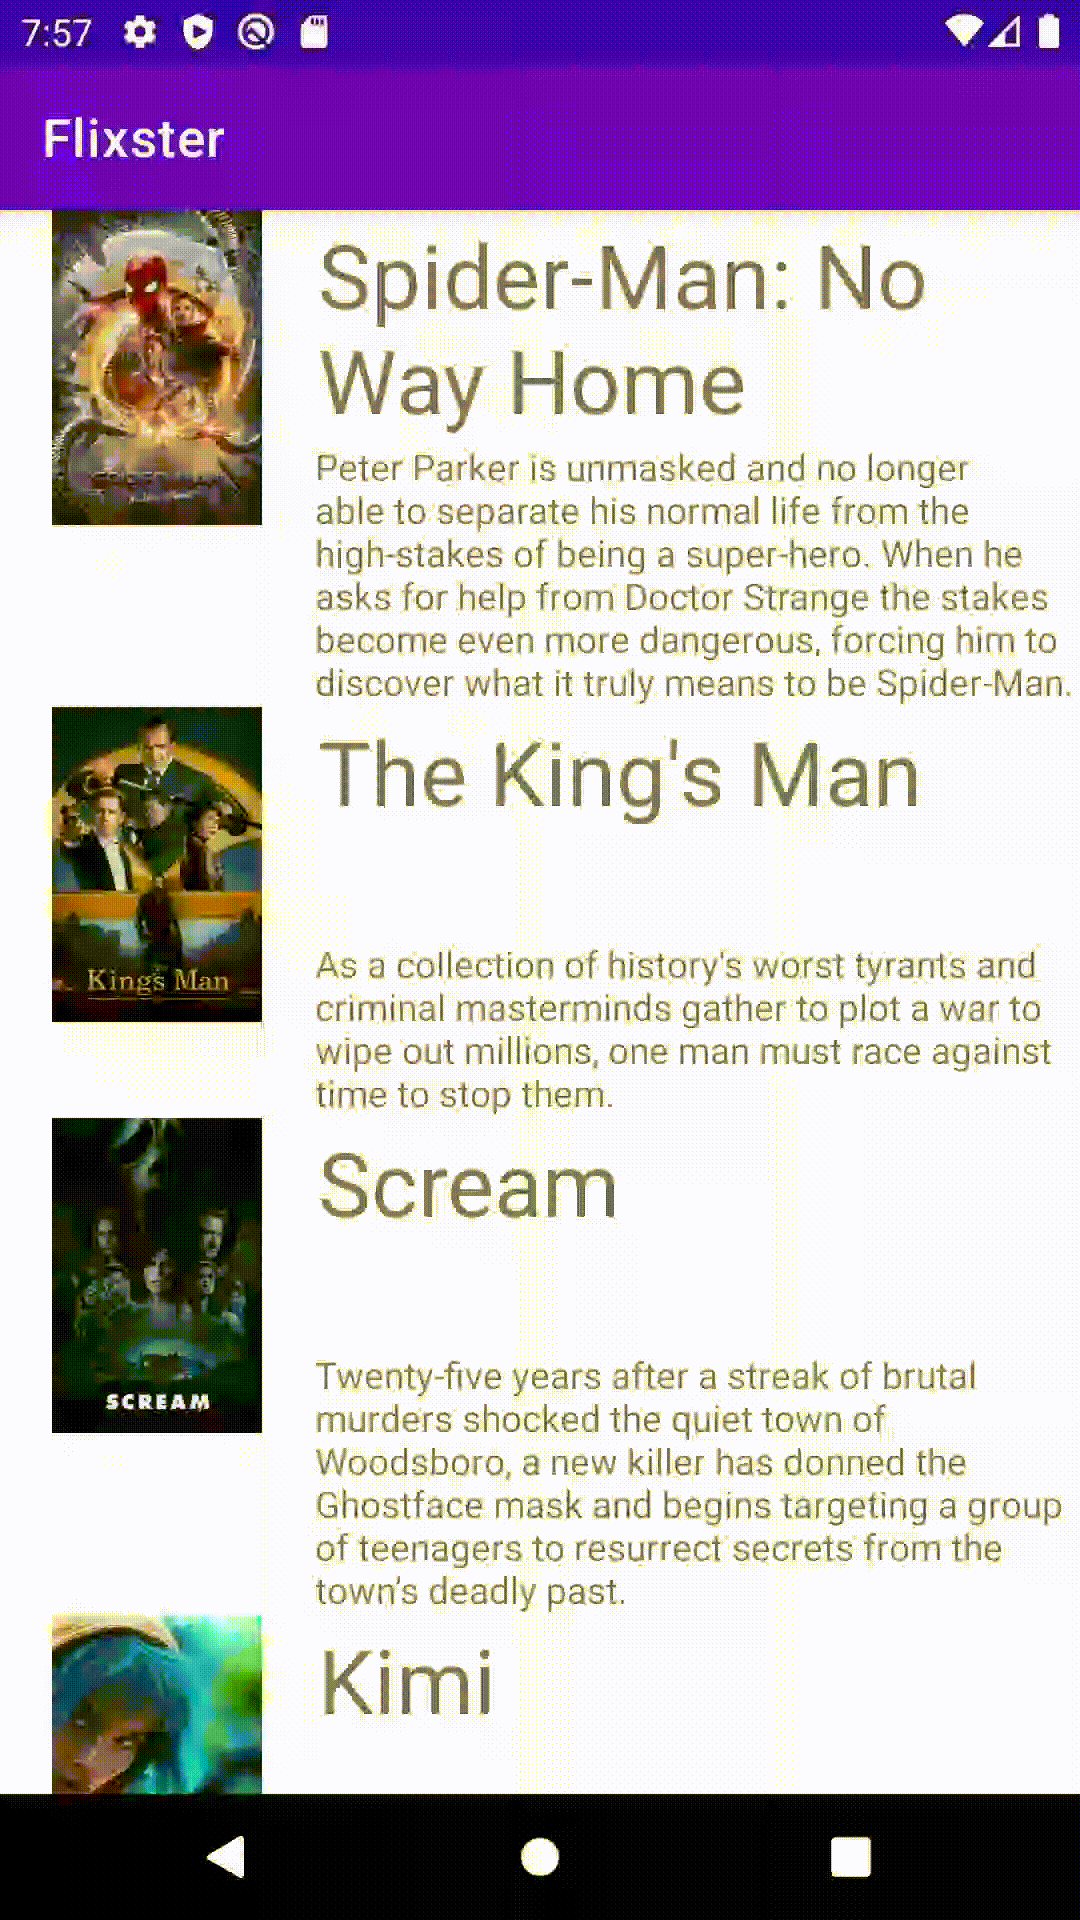 7:57
Flixster
Spider-Man: No
Way Home
Peter Parker is unmasked and no longer
able to separate his normal life from the
high-stakes of being a super-hero. When he
asks for help from Doctor Strange the stakes
become even more dangerous, forcing him to
discover what it truly means to be Spider-Man.
The King's Man
King's Man
As a collection of history's worst tyrants and
criminal masterminds gather to plot a war to
wipe out millions, one man must race against
time to stop them.
Scream
SCREAM
Twenty-five years after a streak of brutal
murders shocked the quiet town of
Woodsboro, a new killer has donned the
Ghostface mask and begins targeting a group
of teenagers to resurrect secrets from the
town’s deadly past.
Kimi